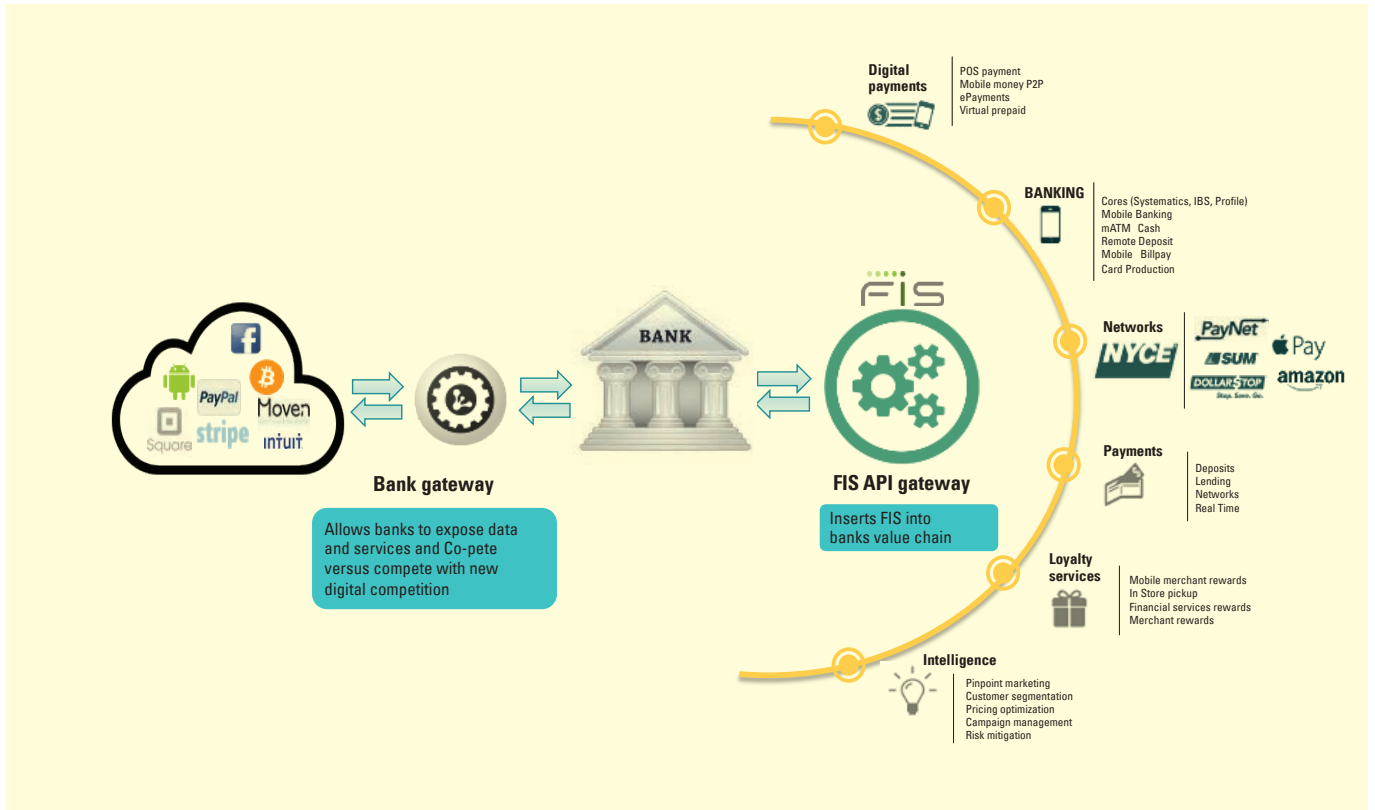 Digital
payments
POS payment
Mobile money P2P
ePayments
Virtual prepaid
BANKING
Cores (Systematics, IBS, Profile)
Mobile Banking
mATM Cash
Remote Deposit
Mobile Billpay
Card Production
FIS
BANK
Networks
NYCE
PayNet
SUM
DOLLAR$TOP
Stop. Save. Go.
Pay
amazon
PayPal
Moven
Square
stripe
intuit
Bank gateway
Allows banks to expose data
and services and Co-pete
versus compete with new
digital competition
FIS API gateway
Inserts FIS into
banks value chain
Payments
Deposits
Lending
Networks
Real Time
Loyalty
services
Mobile merchant rewards
In Store pickup
Financial services rewards
Merchant rewards
Intelligence
Pinpoint marketing
Customer segmentation
Pricing optimization
Campaign management
Risk mitigation